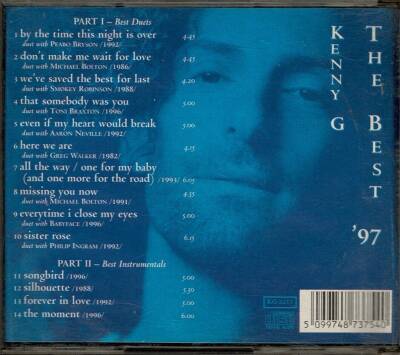 PART I – Best Duets
1 by the time this night is over 4.45
duet with PEABO BRYSON /1992/
2 don't make me wait for love 4.45
duet with MICHAEL BOLTON /1986/
3 we've saved the best for last 4.20
duet with SMOKEY ROBINSON /1988/
4 that somebody was you 5.00
duet with TONI BRAXTON /1996/
5 even if my heart would break 5.00
duet with AARON NEVILLE /1992/
6 here we are 4.15
duet with GREG WALKER /1982/
7 all the way / one for my baby
(and one more for the road) /1993/ 6.05
8 missing you now 4.35
duet with MICHAEL BOLTON /1991/
9 everytime i close my eyes 5.00
duet with BABYFACE /1996/
10 sister rose 6.15
duet with PHILIP INGRAM /1992/
PART II – Best Instrumentals
11 songbird /1996/ 5.00
12 silhouette /1988/ 5.30
13 forever in love /1992/ 5.00
14 the moment /1996/ 6.00
KENNY G
THE BEST '97
5 099748 737540